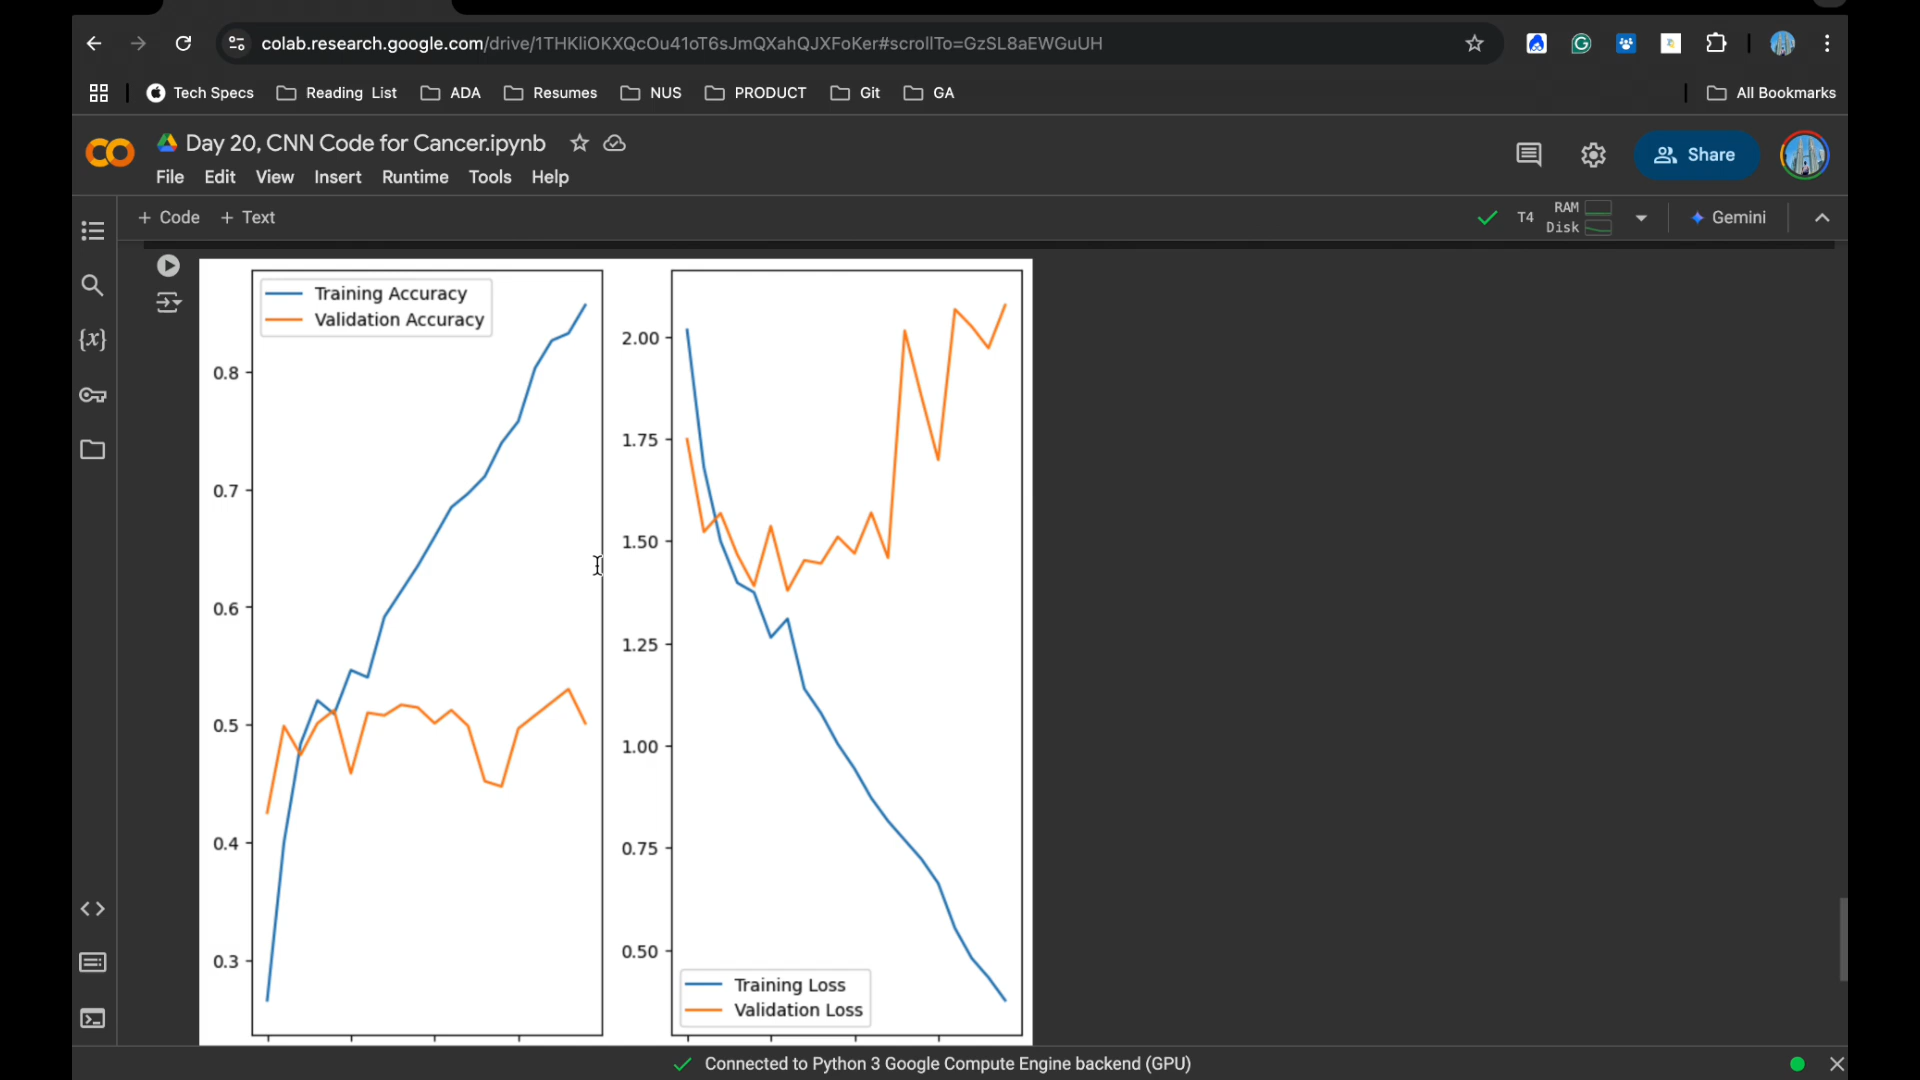 colab.research.google.com/drive/1THKliOKXQcOu41oT6sJmQXahQJXFoKer#scrollTo=GzSL8aEWGuUH
Tech Specs Reading List ADA Resumes NUS PRODUCT Git GA All Bookmarks
CO Day 20, CNN Code for Cancer.ipynb
Share
File Edit View Insert Runtime Tools Help
+ Code + Text
T4
RAM
Disk
Gemini
{x}
Training Accuracy
Validation Accuracy
0.8
0.7
0.6
0.5
0.4
0.3
2.00
1.75
1.50
1.25
1.00
0.75
0.50
Training Loss
Validation Loss
Connected to Python 3 Google Compute Engine backend (GPU)